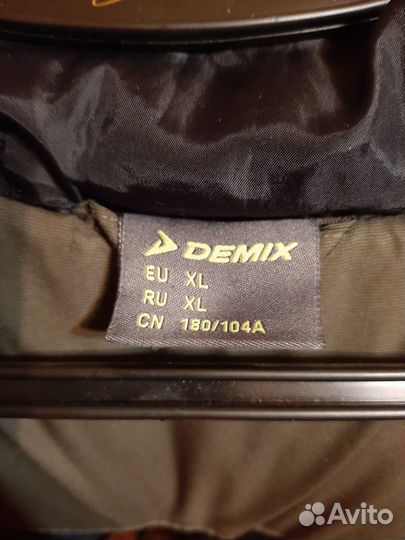 DEMIX
EU XL
RU XL
CN 180/104A
Avito